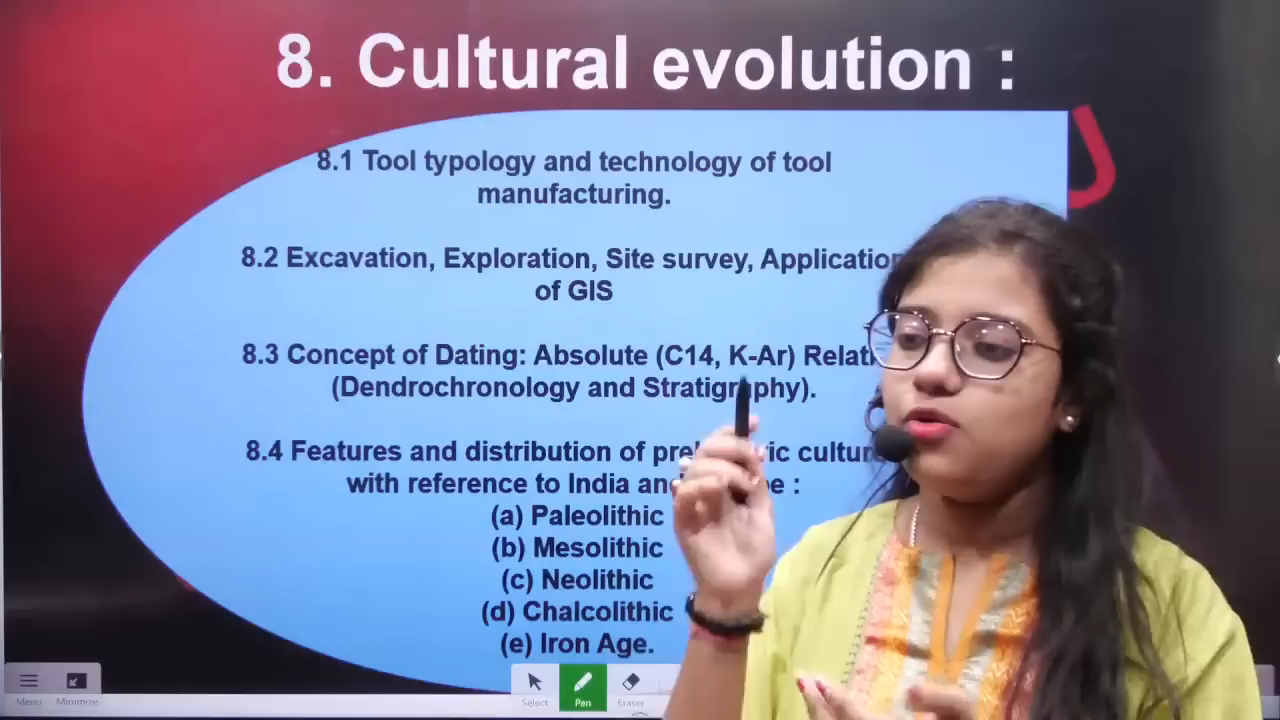 8. Cultural evolution :
8.1 Tool typology and technology of tool
manufacturing.
8.2 Excavation, Exploration, Site survey,
of GIS
8.3 Concept of Dating: Absolute (C14, K-Ar)
(Dendrochronology and Stratigraphy).
8.4 Features and distribution of
with reference to India
(a) Paleolithic
(b) Mesolithic
(c) Neolithic
(d) Chalcolithic
(e) Iron Age.
Menu Minimize Select Pen Eraser